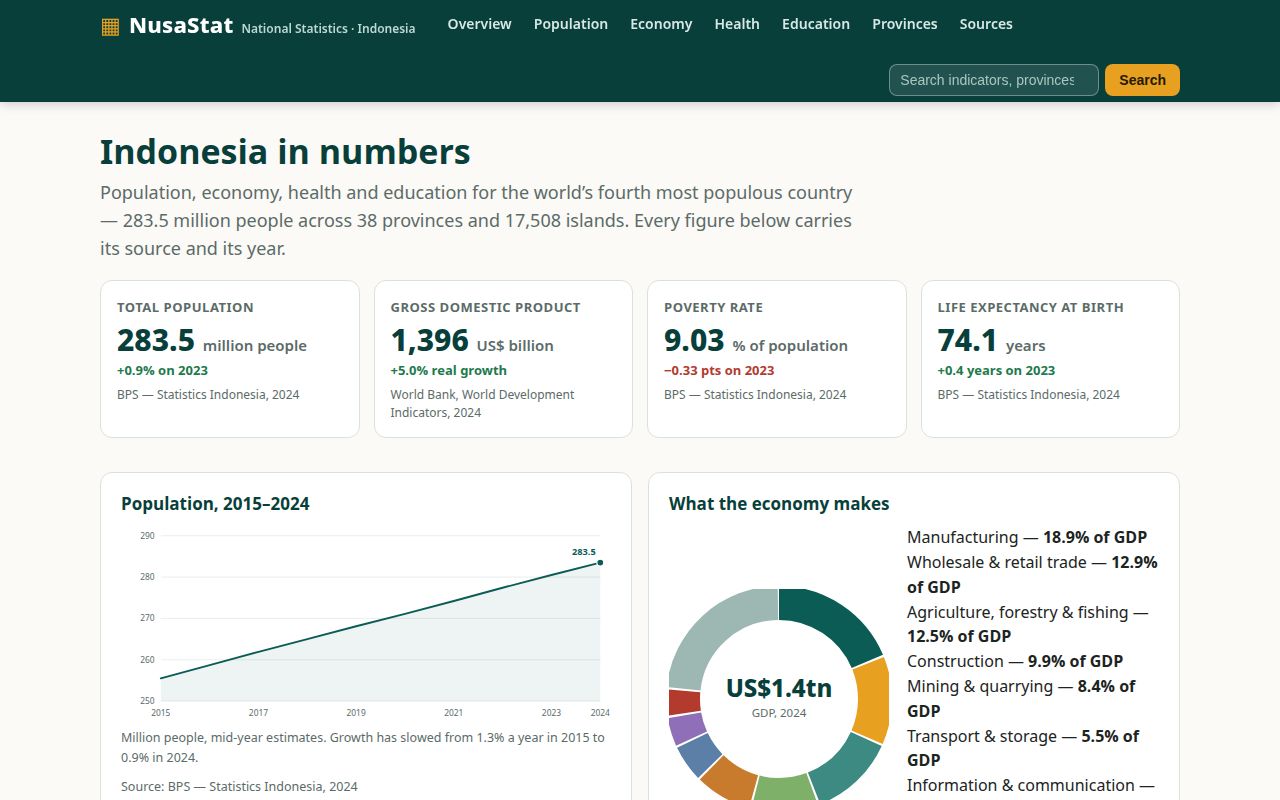 NusaStat National Statistics · Indonesia
Overview Population Economy Health Education Provinces Sources
Search indicators, provinces
Search
Indonesia in numbers
Population, economy, health and education for the world’s fourth most populous country
— 283.5 million people across 38 provinces and 17,508 islands. Every figure below carries
its source and its year.
TOTAL POPULATION
283.5 million people
+0.9% on 2023
BPS — Statistics Indonesia, 2024
GROSS DOMESTIC PRODUCT
1,396 US$ billion
+5.0% real growth
World Bank, World Development
Indicators, 2024
POVERTY RATE
9.03 % of population
−0.33 pts on 2023
BPS — Statistics Indonesia, 2024
LIFE EXPECTANCY AT BIRTH
74.1 years
+0.4 years on 2023
BPS — Statistics Indonesia, 2024
Population, 2015–2024
290
283.5
280
270
260
250
2015 2017 2019 2021 2023 2024
Million people, mid-year estimates. Growth has slowed from 1.3% a year in 2015 to
0.9% in 2024.
Source: BPS — Statistics Indonesia, 2024
What the economy makes
US$1.4tn
GDP, 2024
Manufacturing — 18.9% of GDP
Wholesale & retail trade — 12.9%
of GDP
Agriculture, forestry & fishing —
12.5% of GDP
Construction — 9.9% of GDP
Mining & quarrying — 8.4% of
GDP
Transport & storage — 5.5% of
GDP
Information & communication —